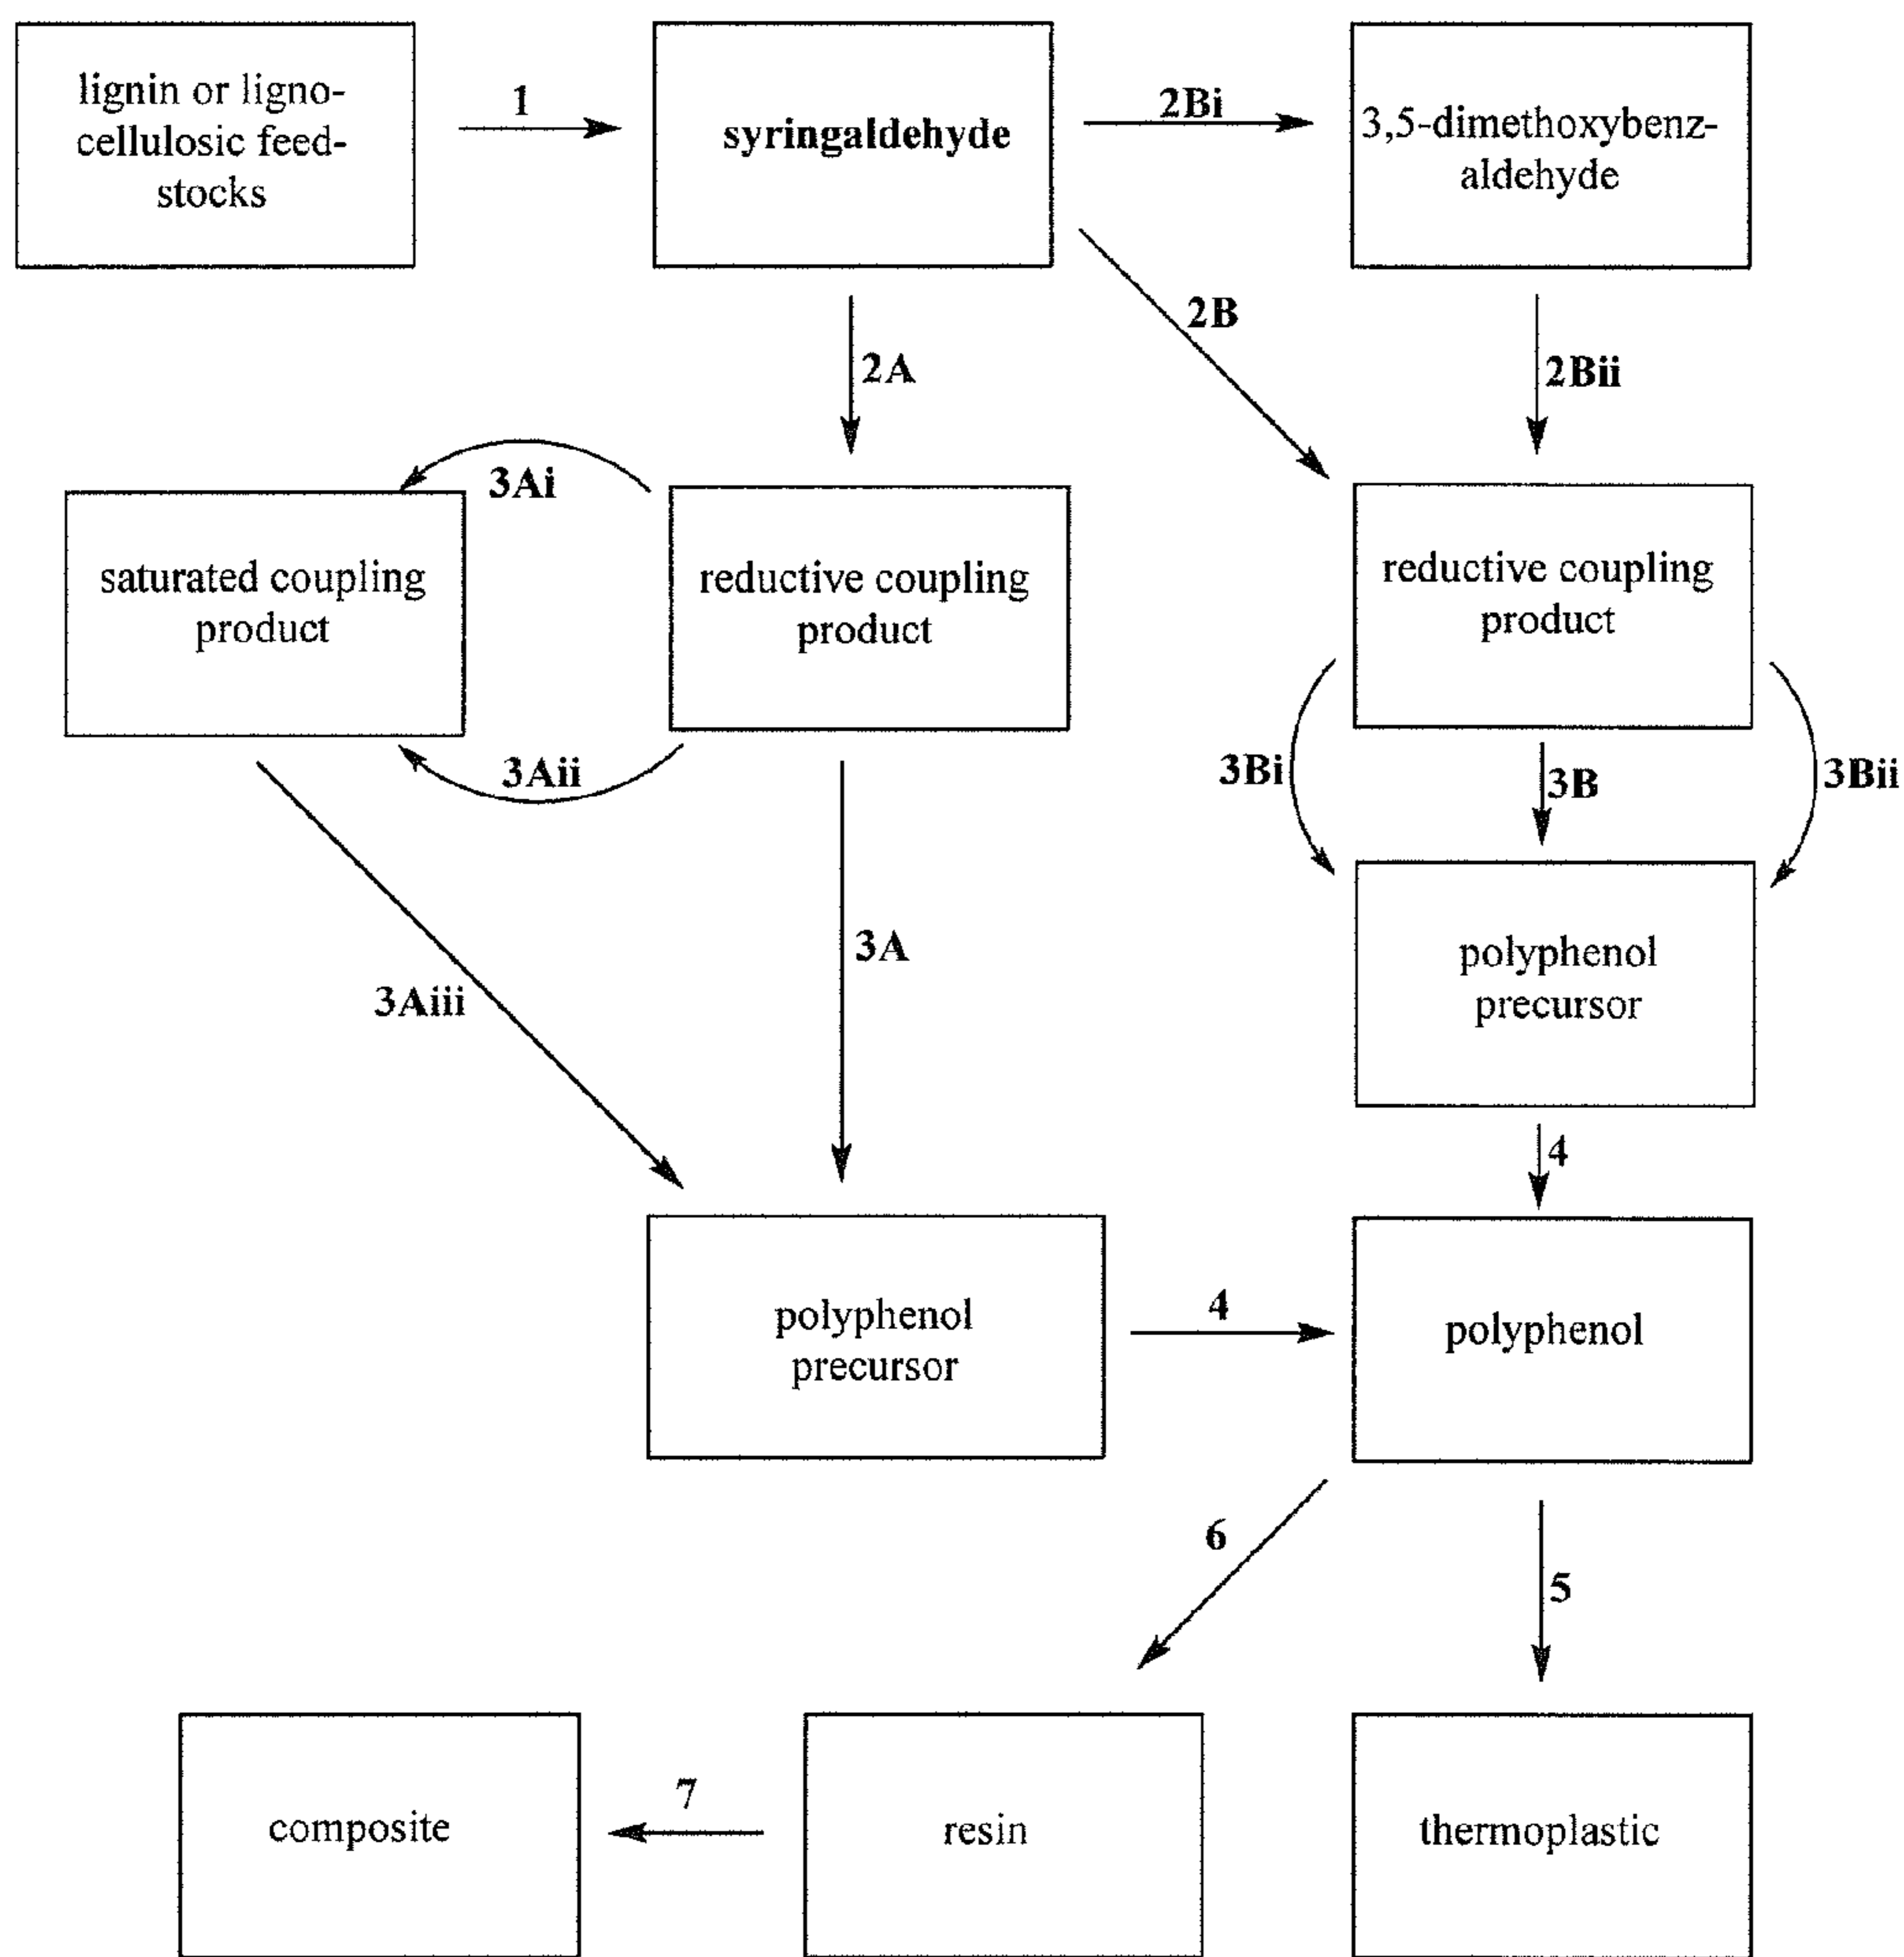 lignin or ligno-
cellulosic feed-
stocks
1
syringaldehyde
2Bi
3,5-dimethoxybenz-
aldehyde
2A
2B
2Bii
3Ai
saturated coupling
product
reductive coupling
product
reductive coupling
product
3Aii
3Bi
3B
3Bii
3Aiii
3A
polyphenol
precursor
4
polyphenol
precursor
4
polyphenol
6
5
composite
7
resin
thermoplastic